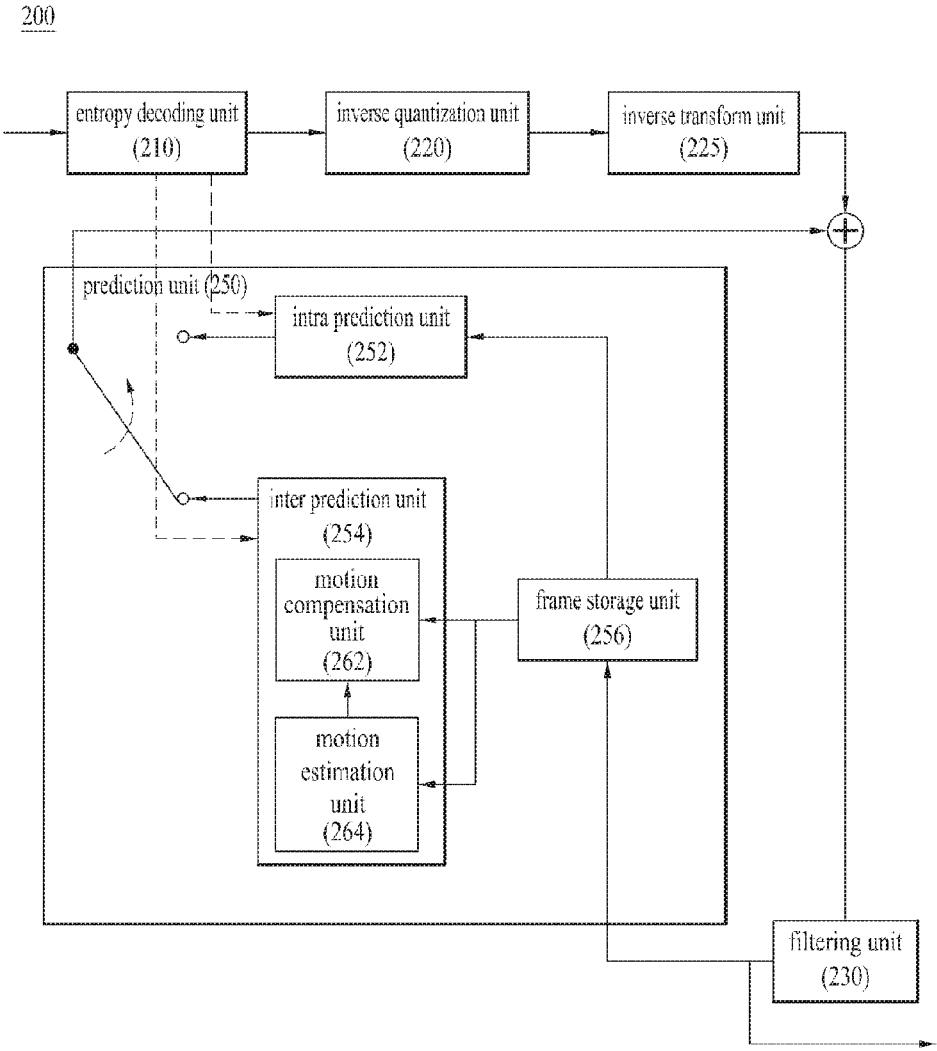 200
entropy decoding unit
(210)
inverse quantization unit
(220)
inverse transform unit
(225)
prediction unit (250)
intra prediction unit
(252)
inter prediction unit
(254)
motion
compensation
unit
(262)
frame storage unit
(256)
motion
estimation
unit
(264)
filtering unit
(230)